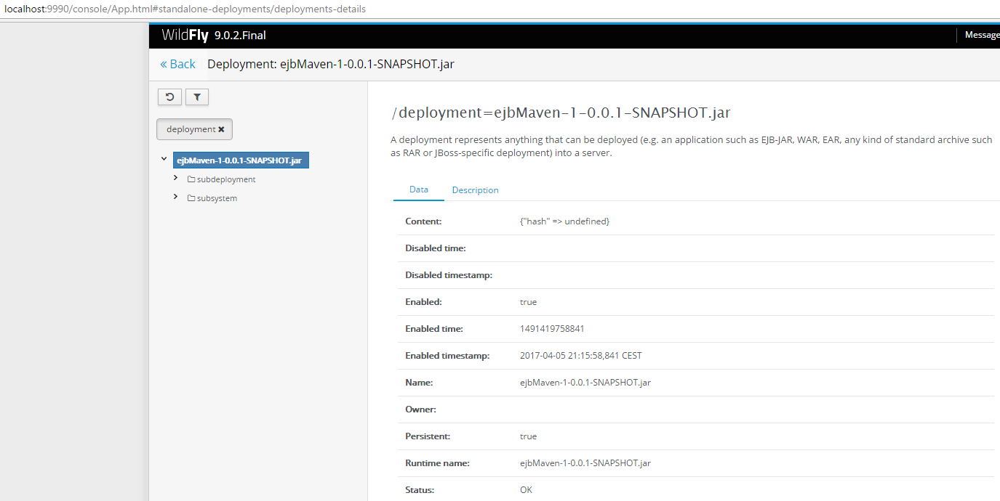 localhost:9990/console/App.html#standalone-deployments/deployments-details
WildFly 9.0.2.Final
Message
« Back
Deployment: ejbMaven-1-0.0.1-SNAPSHOT.jar
deployment ✖
ejbMaven-1-0.0.1-SNAPSHOT.jar
subdeployment
subsystem
/deployment=ejbMaven-1-0.0.1-SNAPSHOT.jar
A deployment represents anything that can be deployed (e.g. an application such as EJB-JAR, WAR, EAR, any kind of standard archive such
as RAR or JBoss-specific deployment) into a server.
Data Description
Content: {"hash" => undefined}
Disabled time:
Disabled timestamp:
Enabled: true
Enabled time: 1491419758841
Enabled timestamp: 2017-04-05 21:15:58,841 CEST
Name: ejbMaven-1-0.0.1-SNAPSHOT.jar
Owner:
Persistent: true
Runtime name: ejbMaven-1-0.0.1-SNAPSHOT.jar
Status: OK